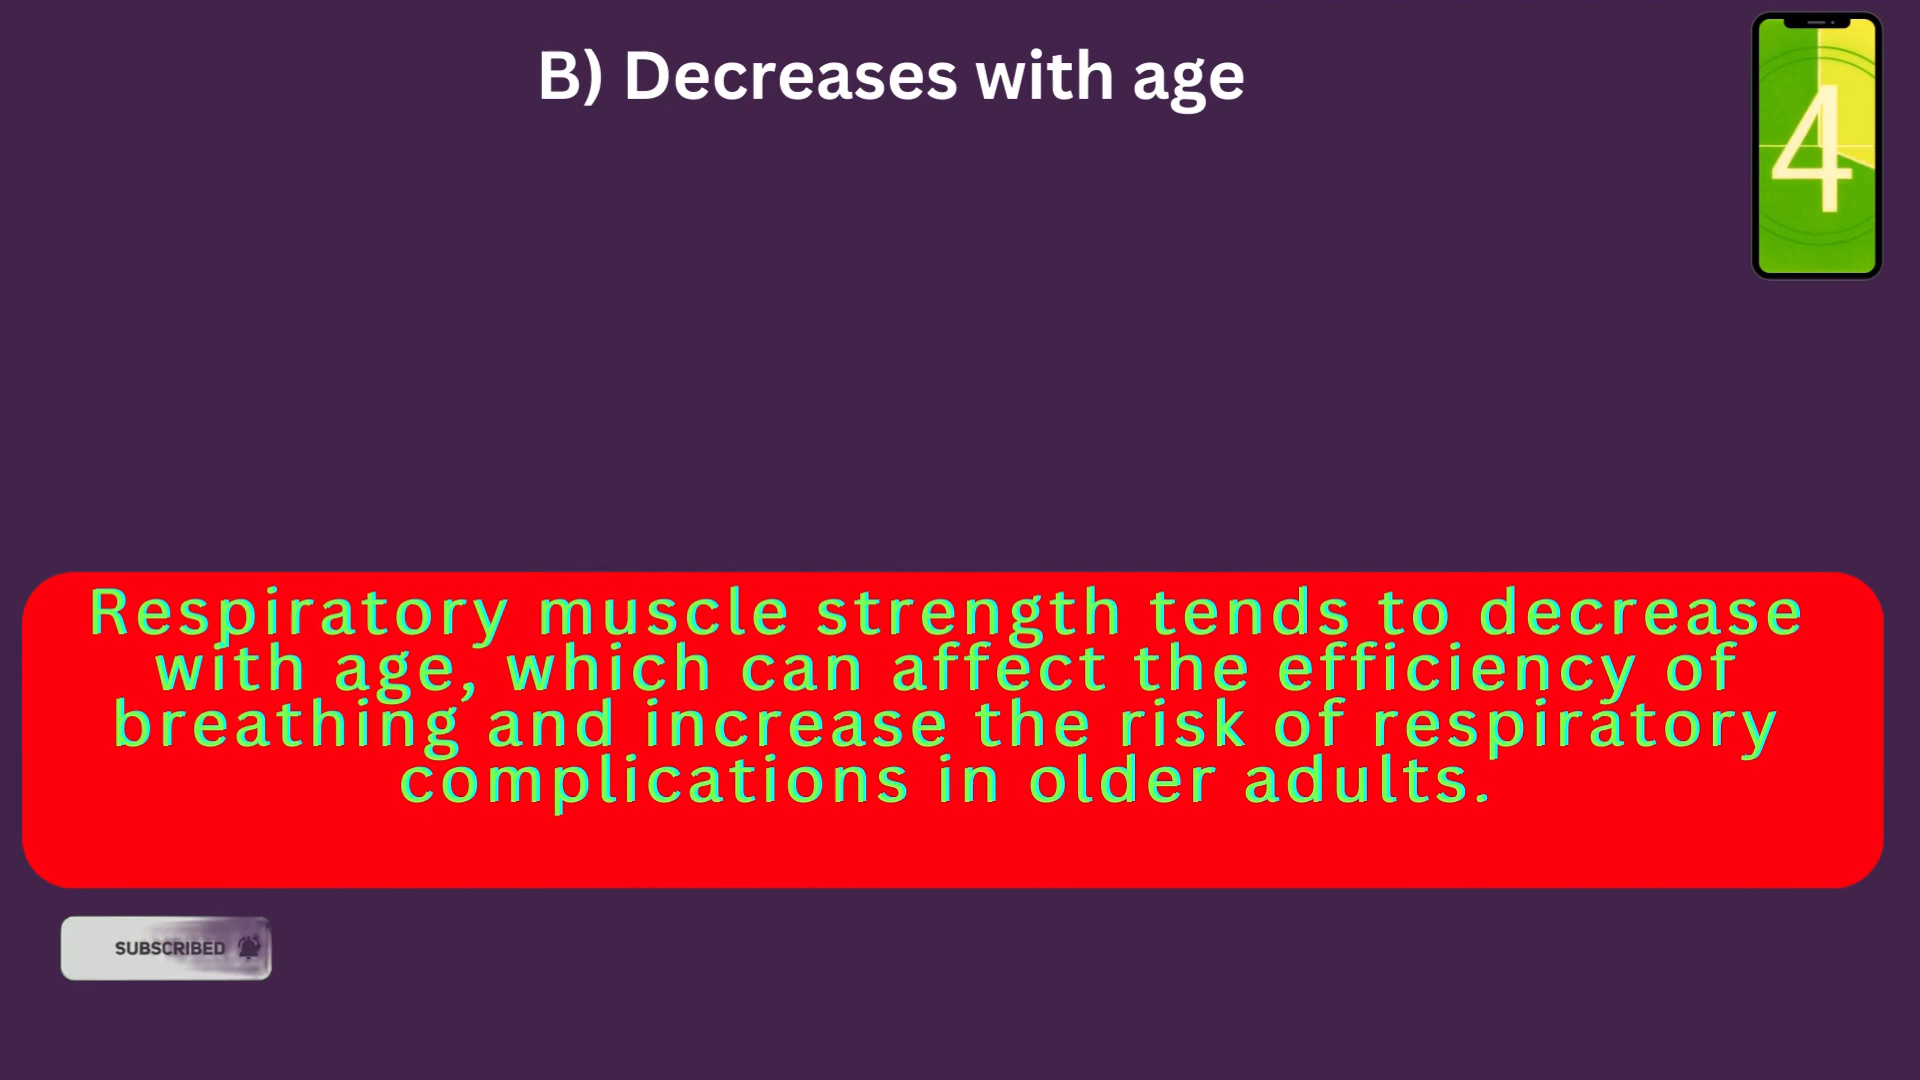 B) Decreases with age
4
Respiratory muscle strength tends to decrease
with age, which can affect the efficiency of
breathing and increase the risk of respiratory
complications in older adults.
SUBSCRIBED